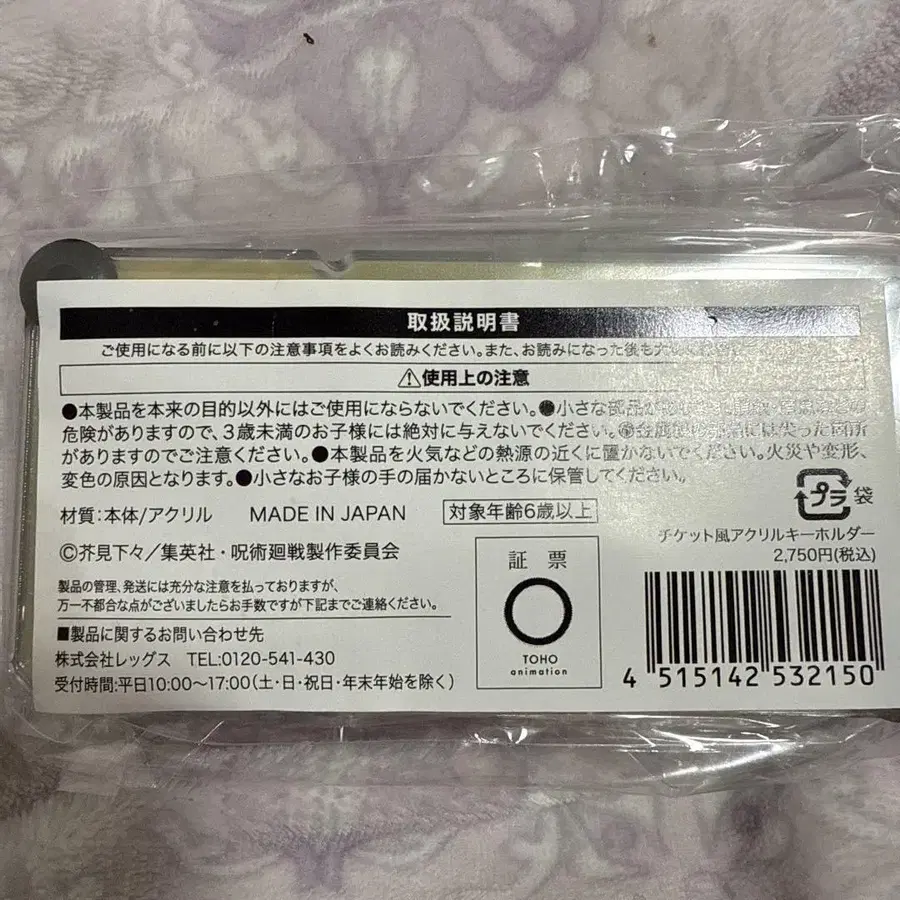 取扱説明書
ご使用になる前に以下の注意事項をよくお読みください。また、お読みになった後も
⚠使用上の注意
●本製品を本来の目的以外にはご使用にならないでください。●小さな部品が
危険がありますので、3歳未満のお子様には絶対に与えないでください。
がありますのでご注意ください。●本製品を火気などの熱源の近くに置かないでください。火災や変形、
変色の原因となります。●小さなお子様の手の届かないところに保管してください。
プラ 袋
材質:本体/アクリル MADE IN JAPAN 対象年齢6歳以上
©芥見下々/集英社・呪術廻戦製作委員会
製品の管理、発送には充分な注意を払っておりますが、
万一不都合な点がございましたらお手数ですが下記までご連絡ください。
■製品に関するお問い合わせ先
株式会社レッグス TEL:0120-541-430
受付時間:平日10:00〜17:00(土・日・祝日・年末年始を除く)
証票
TOHO
animation
チケット風アクリルキーホルダー
2,750円(税込)
4 515142 532150